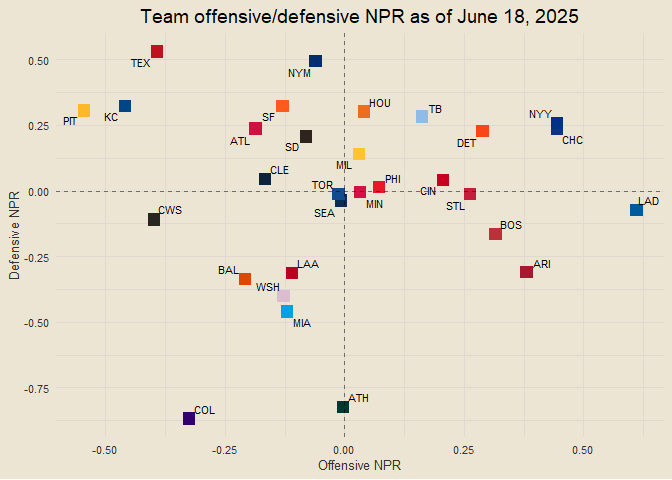 Team offensive/defensive NPR as of June 18, 2025
0.50
TEX
NYM
PIT
KC
SF
HOU
TB
NYY
0.25
ATL
SD
DET
CHC
MIL
CLE
TOR
PHI
CIN
0.00
SEA
MIN
STL
LAD
CWS
BOS
Defensive NPR
-0.25
BAL
LAA
ARI
WSH
MIA
-0.50
-0.75
ATH
COL
-0.50
-0.25
0.00
0.25
0.50
Offensive NPR